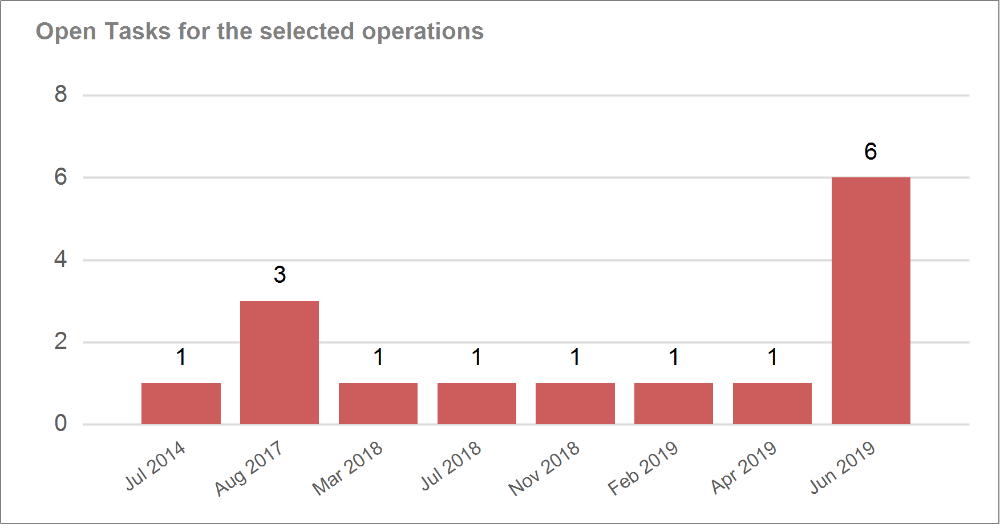 Open Tasks for the selected operations
8
6
6
4
3
2
1 1 1 1 1 1
0
Jul 2014 Aug 2017 Mar 2018 Jul 2018 Nov 2018 Feb 2019 Apr 2019 Jun 2019